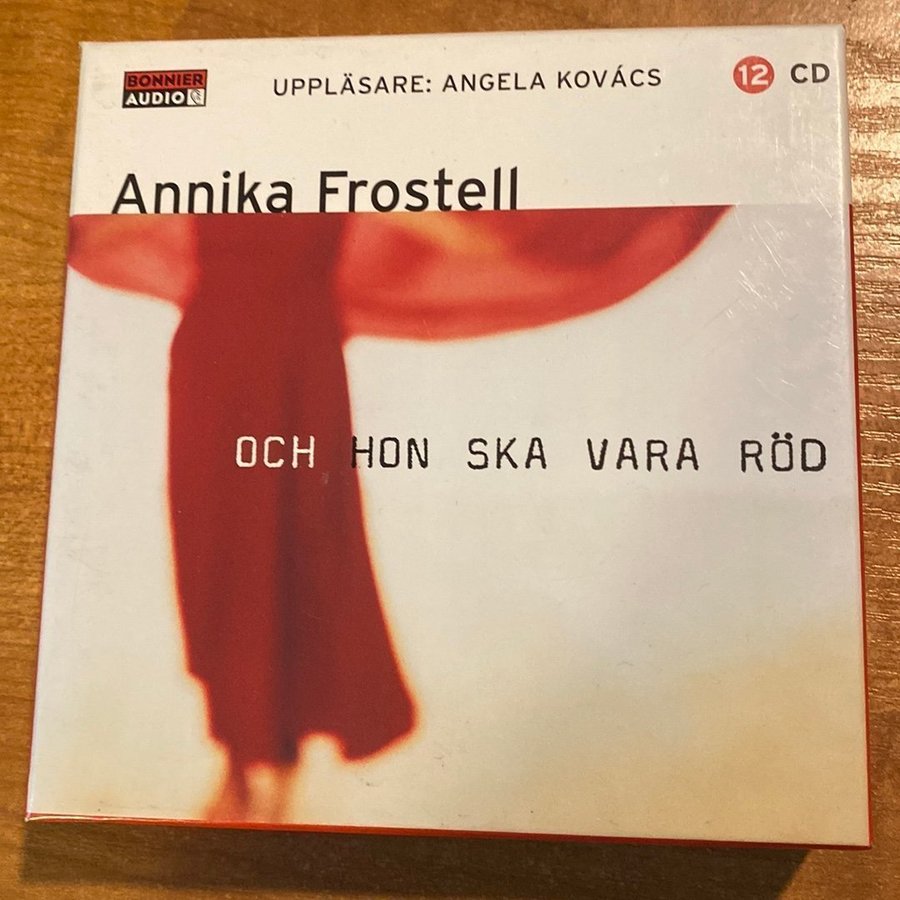 BONNIER
AUDIO
UPPLÄSARE: ANGELA KOVÁCS
12 CD
Annika Frostell
OCH HON SKA VARA RÖD